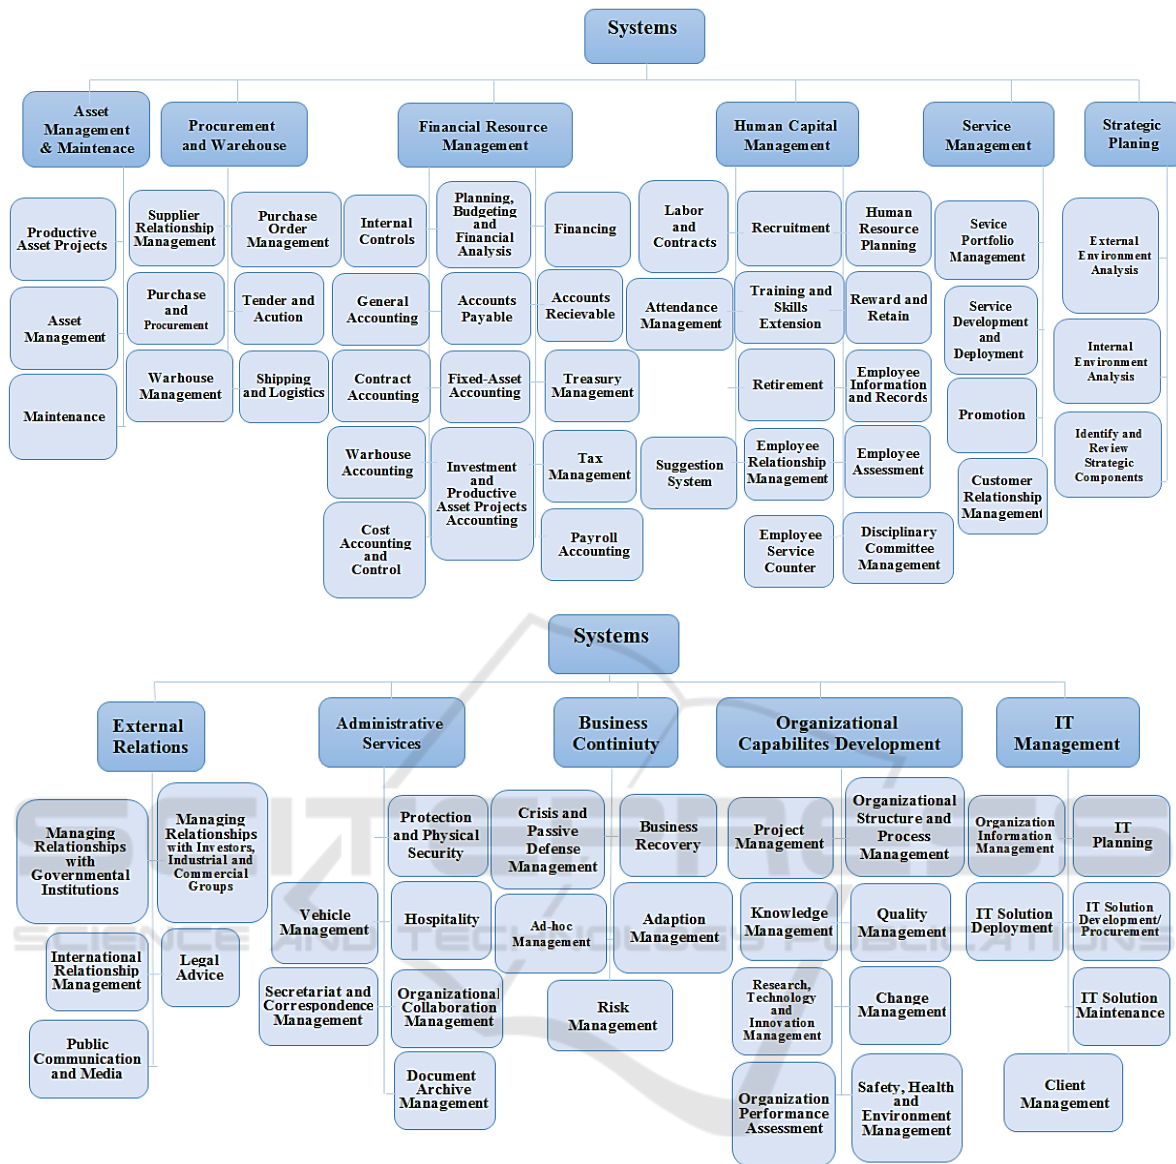 Systems
Asset
Management
& Maintenace
Procurement
and Warehouse
Financial Resource
Management
Human Capital
Management
Service
Management
Strategic
Planing
Productive
Asset Projects
Asset
Management
Maintenance
Supplier
Relationship
Management
Purchase
Order
Management
Purchase
and
Procurement
Tender and
Acution
Warhouse
Management
Shipping
and Logistics
Internal
Controls
Planning,
Budgeting
and
Financial
Analysis
Financing
General
Accounting
Accounts
Payable
Accounts
Recievable
Contract
Accounting
Fixed-Asset
Accounting
Treasury
Management
Warhouse
Accounting
Investment
and
Productive
Asset Projects
Accounting
Tax
Management
Cost
Accounting
and
Control
Payroll
Accounting
Labor
and
Contracts
Recruitment
Human
Resource
Planning
Attendance
Management
Training and
Skills
Extension
Reward and
Retain
Retirement
Employee
Information
and Records
Suggestion
System
Employee
Relationship
Management
Employee
Assessment
Employee
Service
Counter
Disciplinary
Committee
Management
Sevice
Portfolio
Management
Service
Development
and
Deployment
Promotion
Customer
Relationship
Management
External
Environment
Analysis
Internal
Environment
Analysis
Identify and
Review
Strategic
Components
Systems
External
Relations
Administrative
Services
Business
Continiuty
Organizational
Capabilites Development
IT
Management
Managing
Relationships
with
Governmental
Institutions
Managing
Relationships
with Investors,
Industrial and
Commercial
Groups
International
Relationship
Management
Legal
Advice
Public
Communication
and Media
Protection
and Physical
Security
Vehicle
Management
Hospitality
Secretariat and
Correspondence
Management
Organizational
Collaboration
Management
Document
Archive
Management
Crisis and
Passive
Defense
Management
Business
Recovery
Ad-hoc
Management
Adaption
Management
Risk
Management
Project
Management
Organizational
Structure and
Process
Management
Knowledge
Management
Quality
Management
Research,
Technology
and
Innovation
Management
Change
Management
Organization
Performance
Assessment
Safety, Health
and
Environment
Management
Organization
Information
Management
IT
Planning
IT Solution
Deployment
IT Solution
Development/
Procurement
IT Solution
Maintenance
Client
Management
SCITEPRESS
SCIENCE AND TECHNOLOGY PUBLICATIONS